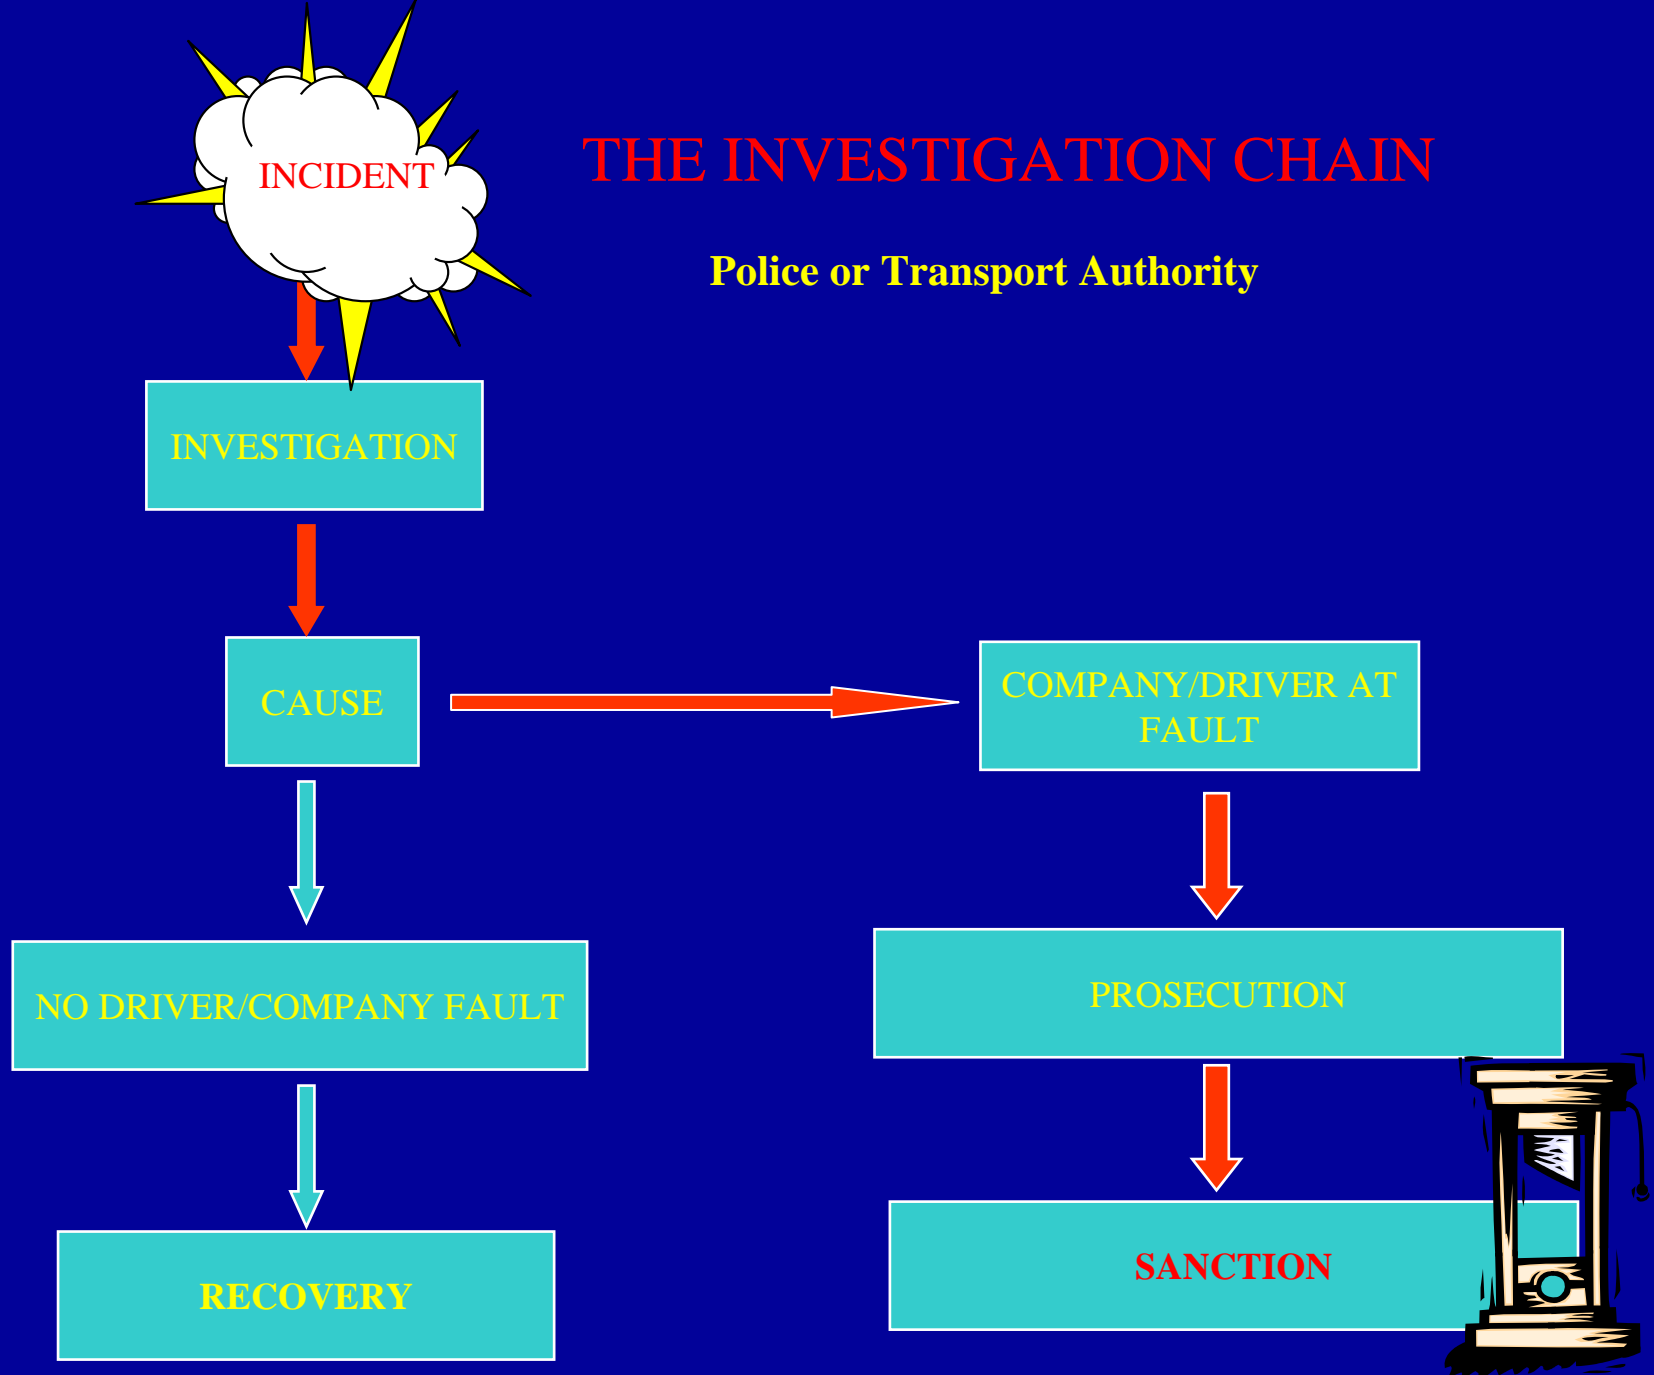 INCIDENT
THE INVESTIGATION CHAIN
Police or Transport Authority
INVESTIGATION
CAUSE
COMPANY/DRIVER AT
FAULT
NO DRIVER/COMPANY FAULT
PROSECUTION
RECOVERY
SANCTION